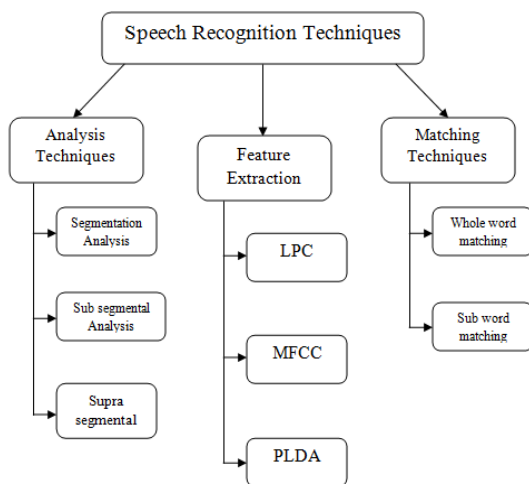 Speech Recognition Techniques
Analysis
Techniques
Segmentation
Analysis
Sub segmental
Analysis
Supra
segmental
Feature
Extraction
LPC
MFCC
PLDA
Matching
Techniques
Whole word
matching
Sub word
matching